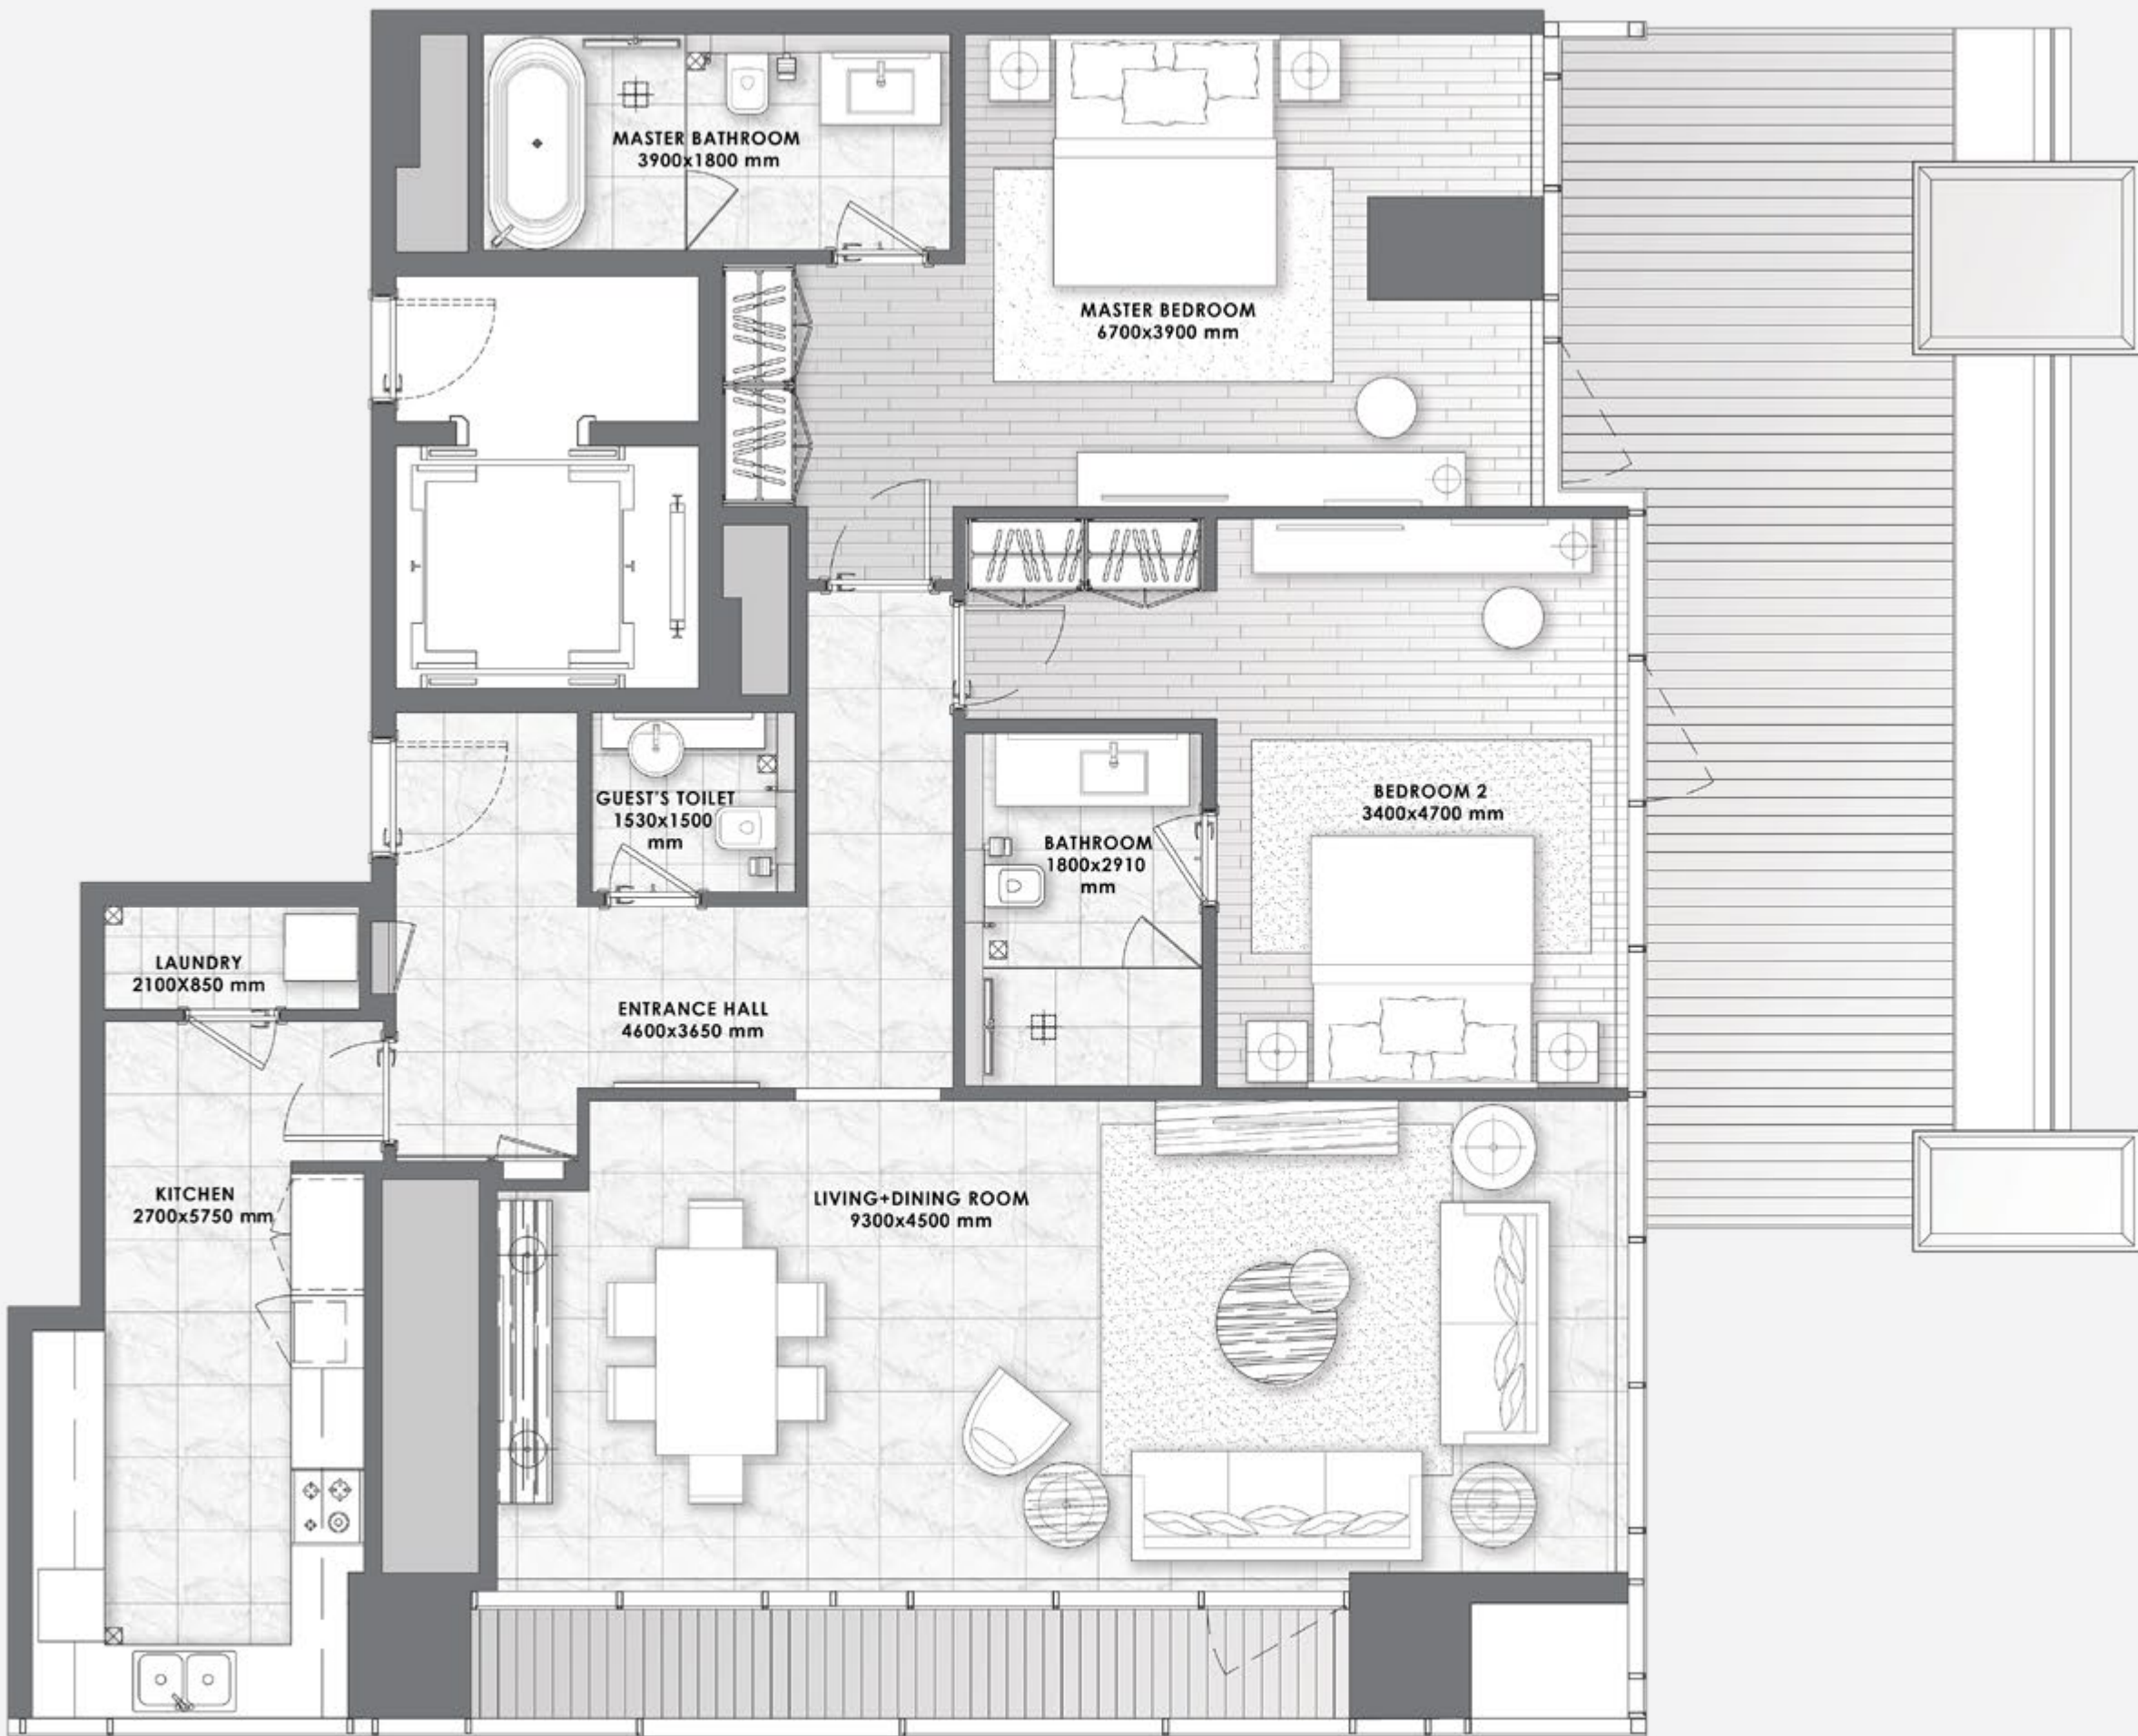 MASTER BATHROOM
3900x1800 mm
MASTER BEDROOM
6700x3900 mm
GUEST'S TOILET
1530x1500
mm
BEDROOM 2
3400x4700 mm
BATHROOM
1800x2910
mm
LAUNDRY
2100X850 mm
ENTRANCE HALL
4600x3650 mm
KITCHEN
2700x5750 mm
LIVING+DINING ROOM
9300x4500 mm